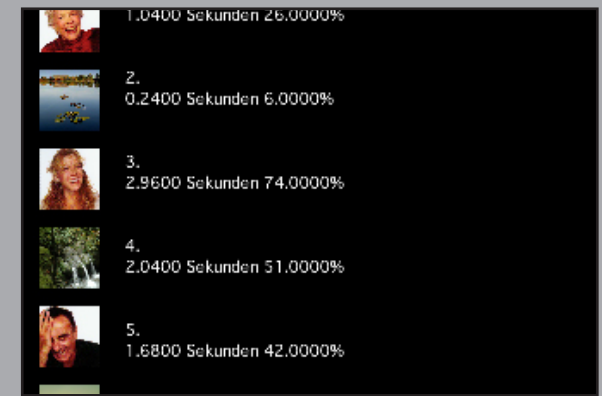 1.0400 Sekunden 26.0000%
2.
0.2400 Sekunden 6.0000%
3.
2.9600 Sekunden 74.0000%
4.
2.0400 Sekunden 51.0000%
5.
1.6800 Sekunden 42.0000%